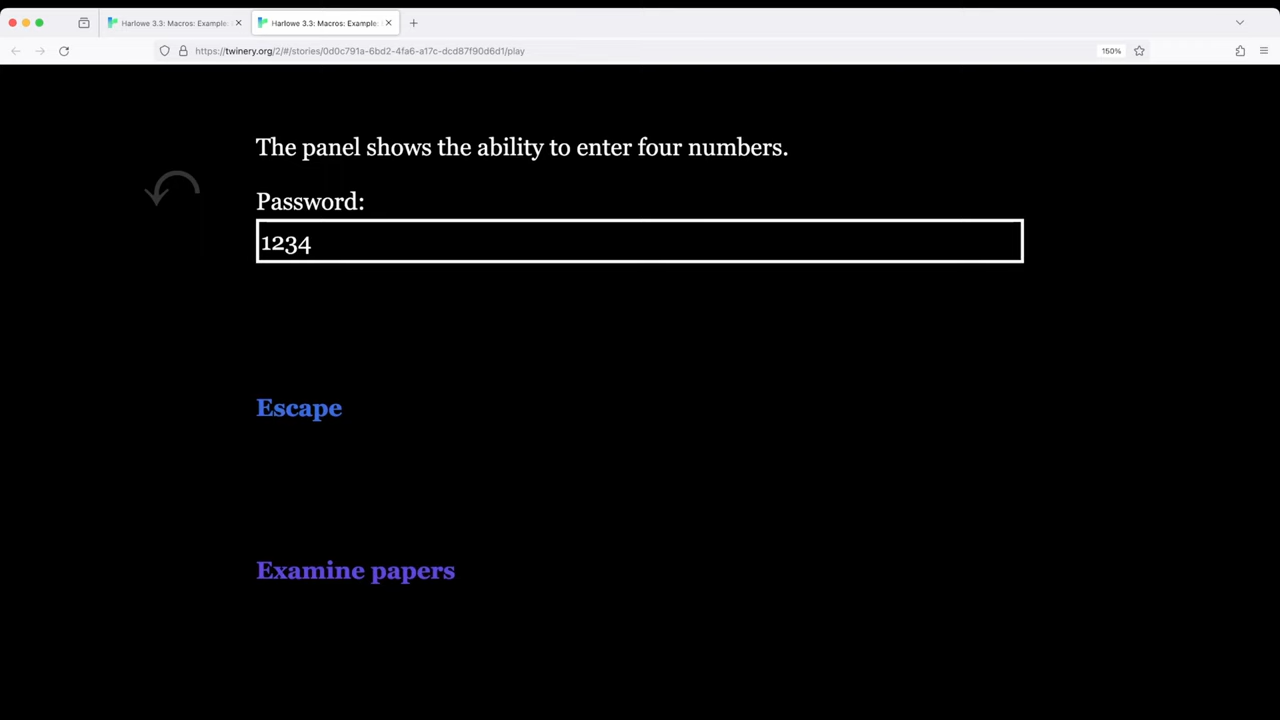 Harlowe 3.3: Macros: Example:
Harlowe 3.3: Macros: Example:
https://twinery.org/2/#/stories/0d0c791a-6bd2-4fa6-a17c-dcd87f90d6d1/play
150%
The panel shows the ability to enter four numbers.
Password:
1234
Escape
Examine papers